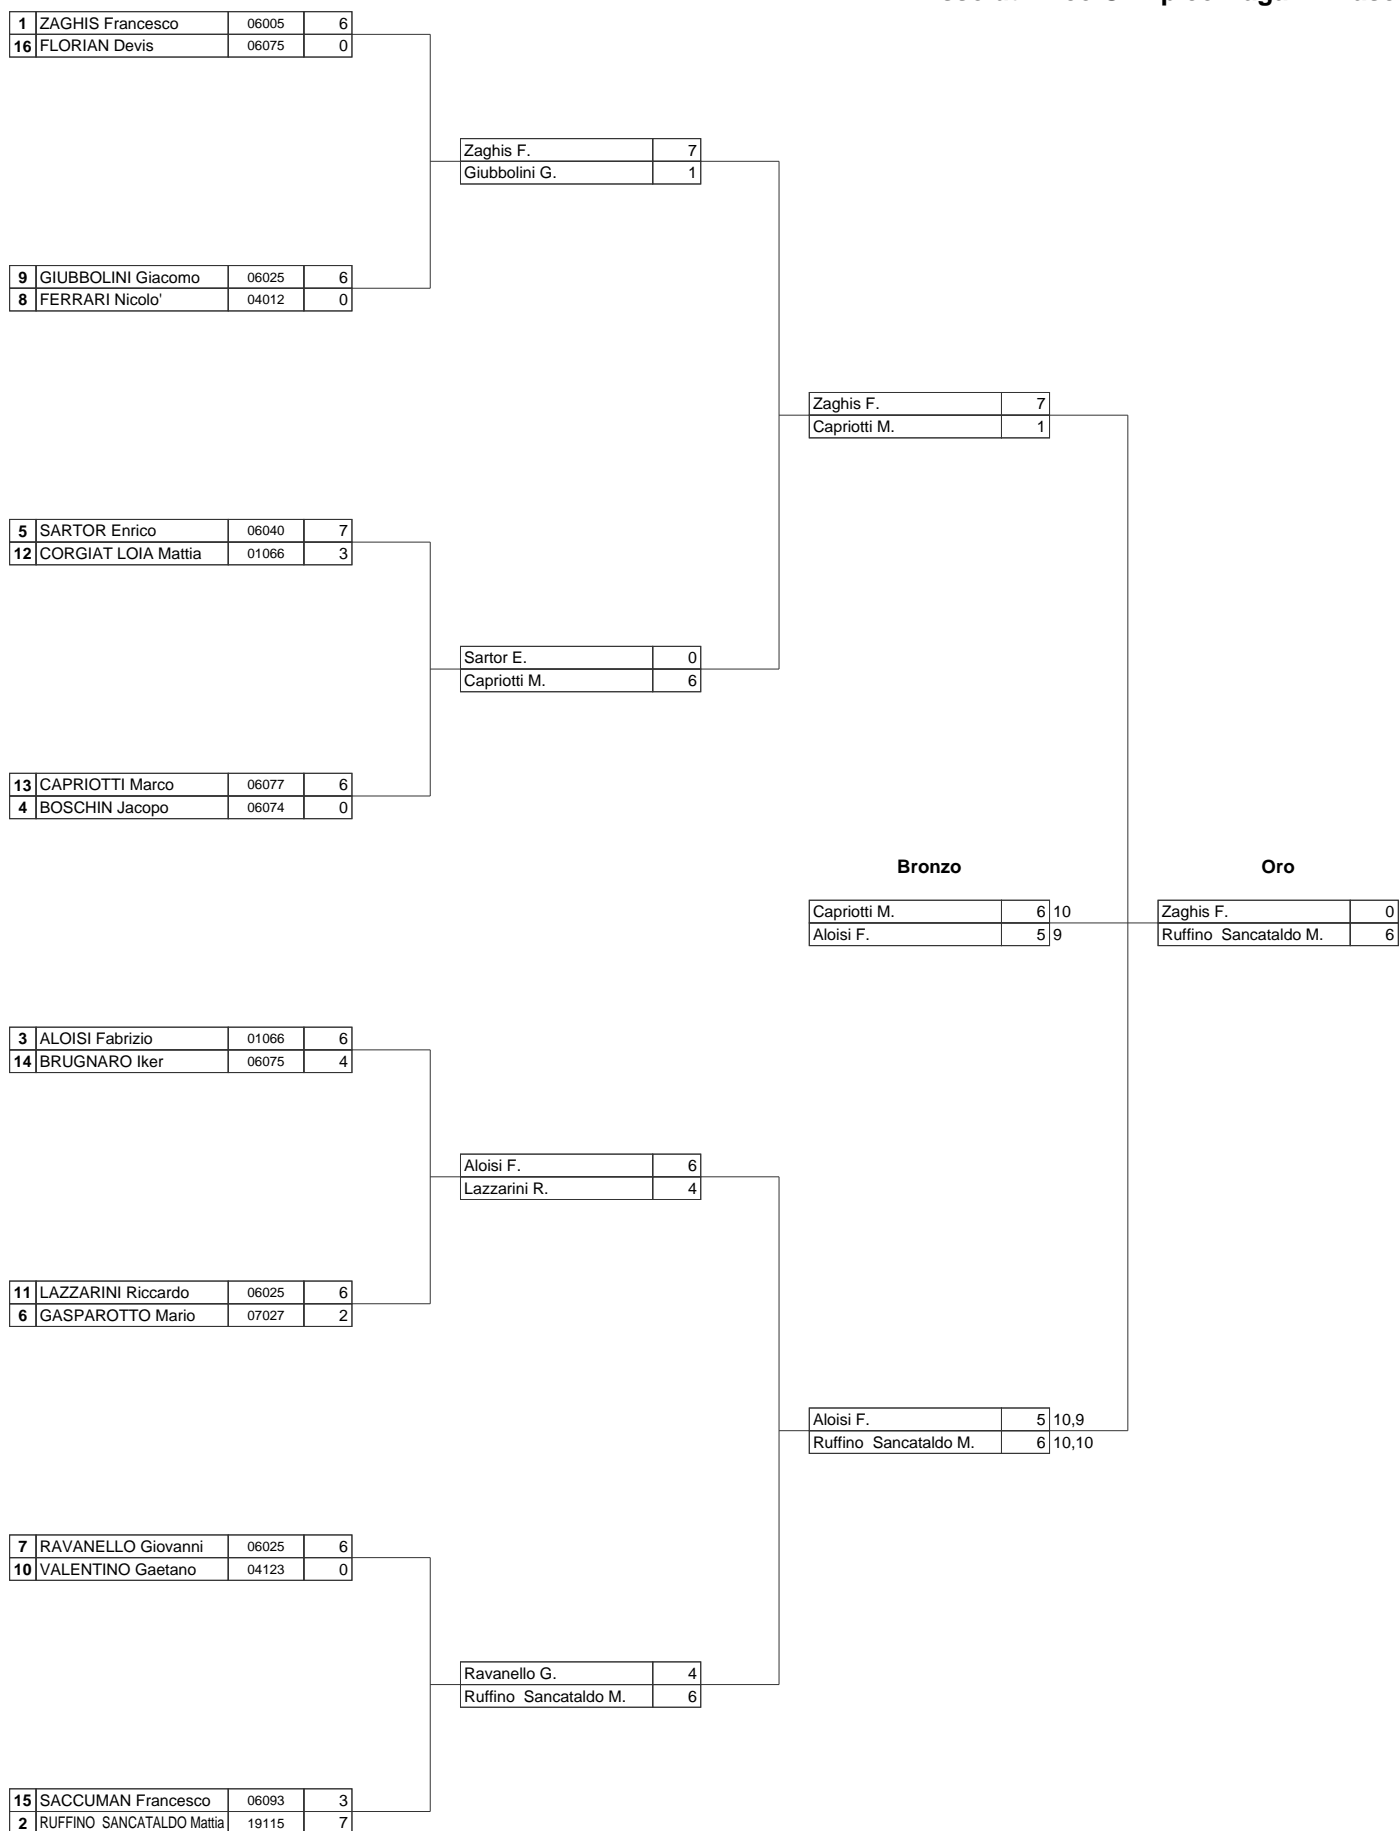 1 ZAGHIS Francesco 06005 6
16 FLORIAN Devis 06075 0
Zaghis F. 7
Giubbolini G. 1
9 GIUBBOLINI Giacomo 06025 6
8 FERRARI Nicolo' 04012 0
Zaghis F. 7
Capriotti M. 1
5 SARTOR Enrico 06040 7
12 CORGIAT LOIA Mattia 01066 3
Sartor E. 0
Capriotti M. 6
13 CAPRIOTTI Marco 06077 6
4 BOSCHIN Jacopo 06074 0
Bronzo Oro
Capriotti M. 6 10 Zaghis F. 0
Aloisi F. 5 9 Ruffino Sancataldo M. 6
3 ALOISI Fabrizio 01066 6
14 BRUGNARO Iker 06075 4
Aloisi F. 6
Lazzarini R. 4
11 LAZZARINI Riccardo 06025 6
6 GASPAROTTO Mario 07027 2
Aloisi F. 5 10,9
Ruffino Sancataldo M. 6 10,10
7 RAVANELLO Giovanni 06025 6
10 VALENTINO Gaetano 04123 0
Ravanello G. 4
Ruffino Sancataldo M. 6
15 SACCUMAN Francesco 06093 3
2 RUFFINO SANCATALDO Mattia 19115 7